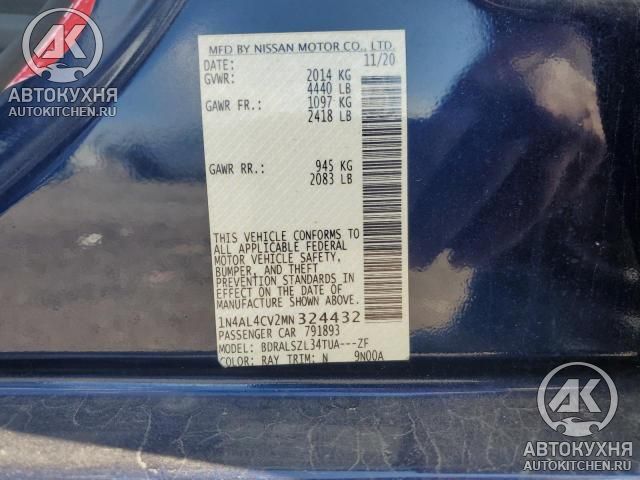 MFD BY NISSAN MOTOR CO., LTD.
DATE: 11/20
GVWR: 2014 KG
4440 LB
GAWR FR.: 1097 KG
2418 LB
GAWR RR.: 945 KG
2083 LB
THIS VEHICLE CONFORMS TO
ALL APPLICABLE FEDERAL
MOTOR VEHICLE SAFETY,
BUMPER, AND THEFT
PREVENTION STANDARDS IN
EFFECT ON THE DATE OF
MANUFACTURE SHOWN ABOVE.
1N4AL4CV2MN324432
PASSENGER CAR 791893
MODEL: BDRALSZL34TUA---ZF
COLOR: RAY TRIM: N 9N00A
АК
АВТОКУХНЯ
AUTOKITCHEN.RU
АК
АВТОКУХНЯ
AUTOKITCHEN.RU